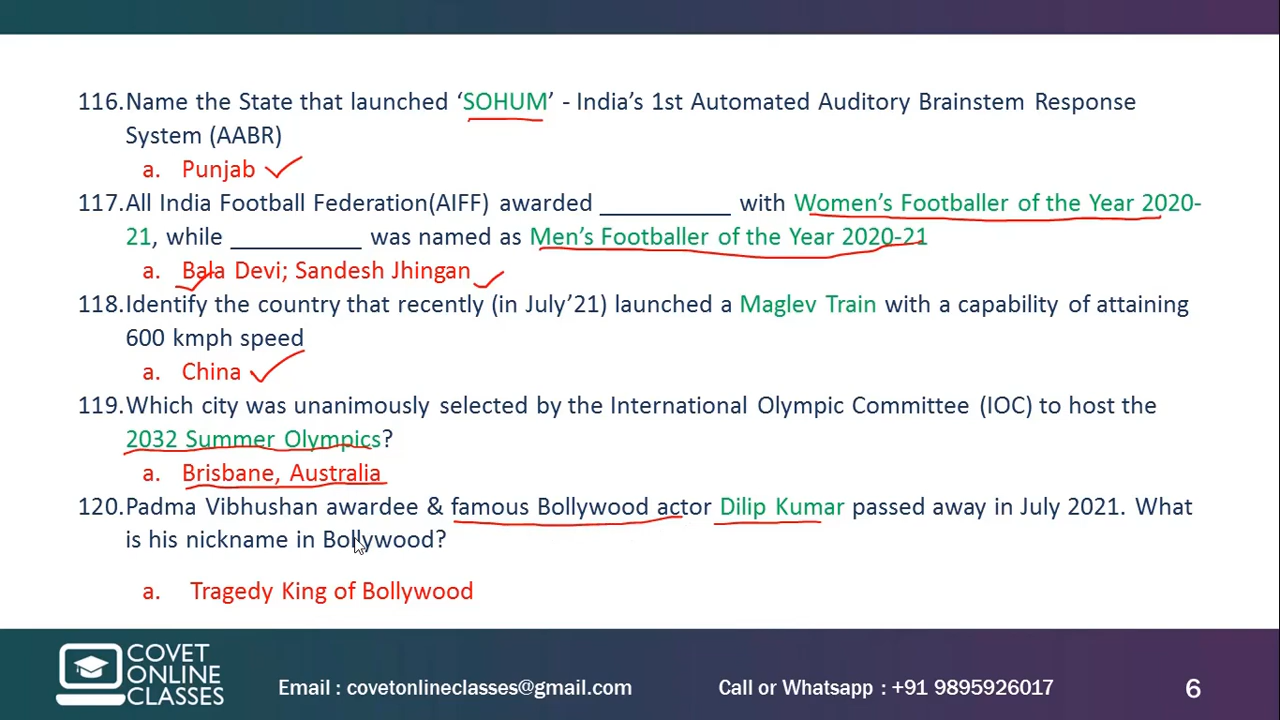 116.Name the State that launched ‘SOHUM’ - India’s 1st Automated Auditory Brainstem Response
System (AABR)
a. Punjab
117.All India Football Federation(AIFF) awarded __________ with Women’s Footballer of the Year 2020-
21, while __________ was named as Men’s Footballer of the Year 2020-21
a. Bala Devi; Sandesh Jhingan
118.Identify the country that recently (in July’21) launched a Maglev Train with a capability of attaining
600 kmph speed
a. China
119.Which city was unanimously selected by the International Olympic Committee (IOC) to host the
2032 Summer Olympics?
a. Brisbane, Australia
120.Padma Vibhushan awardee & famous Bollywood actor Dilip Kumar passed away in July 2021. What
is his nickname in Bollywood?
a. Tragedy King of Bollywood
COVET
ONLINE
CLASSES
Email : covetonlineclasses@gmail.com
Call or Whatsapp : +91 9895926017
6